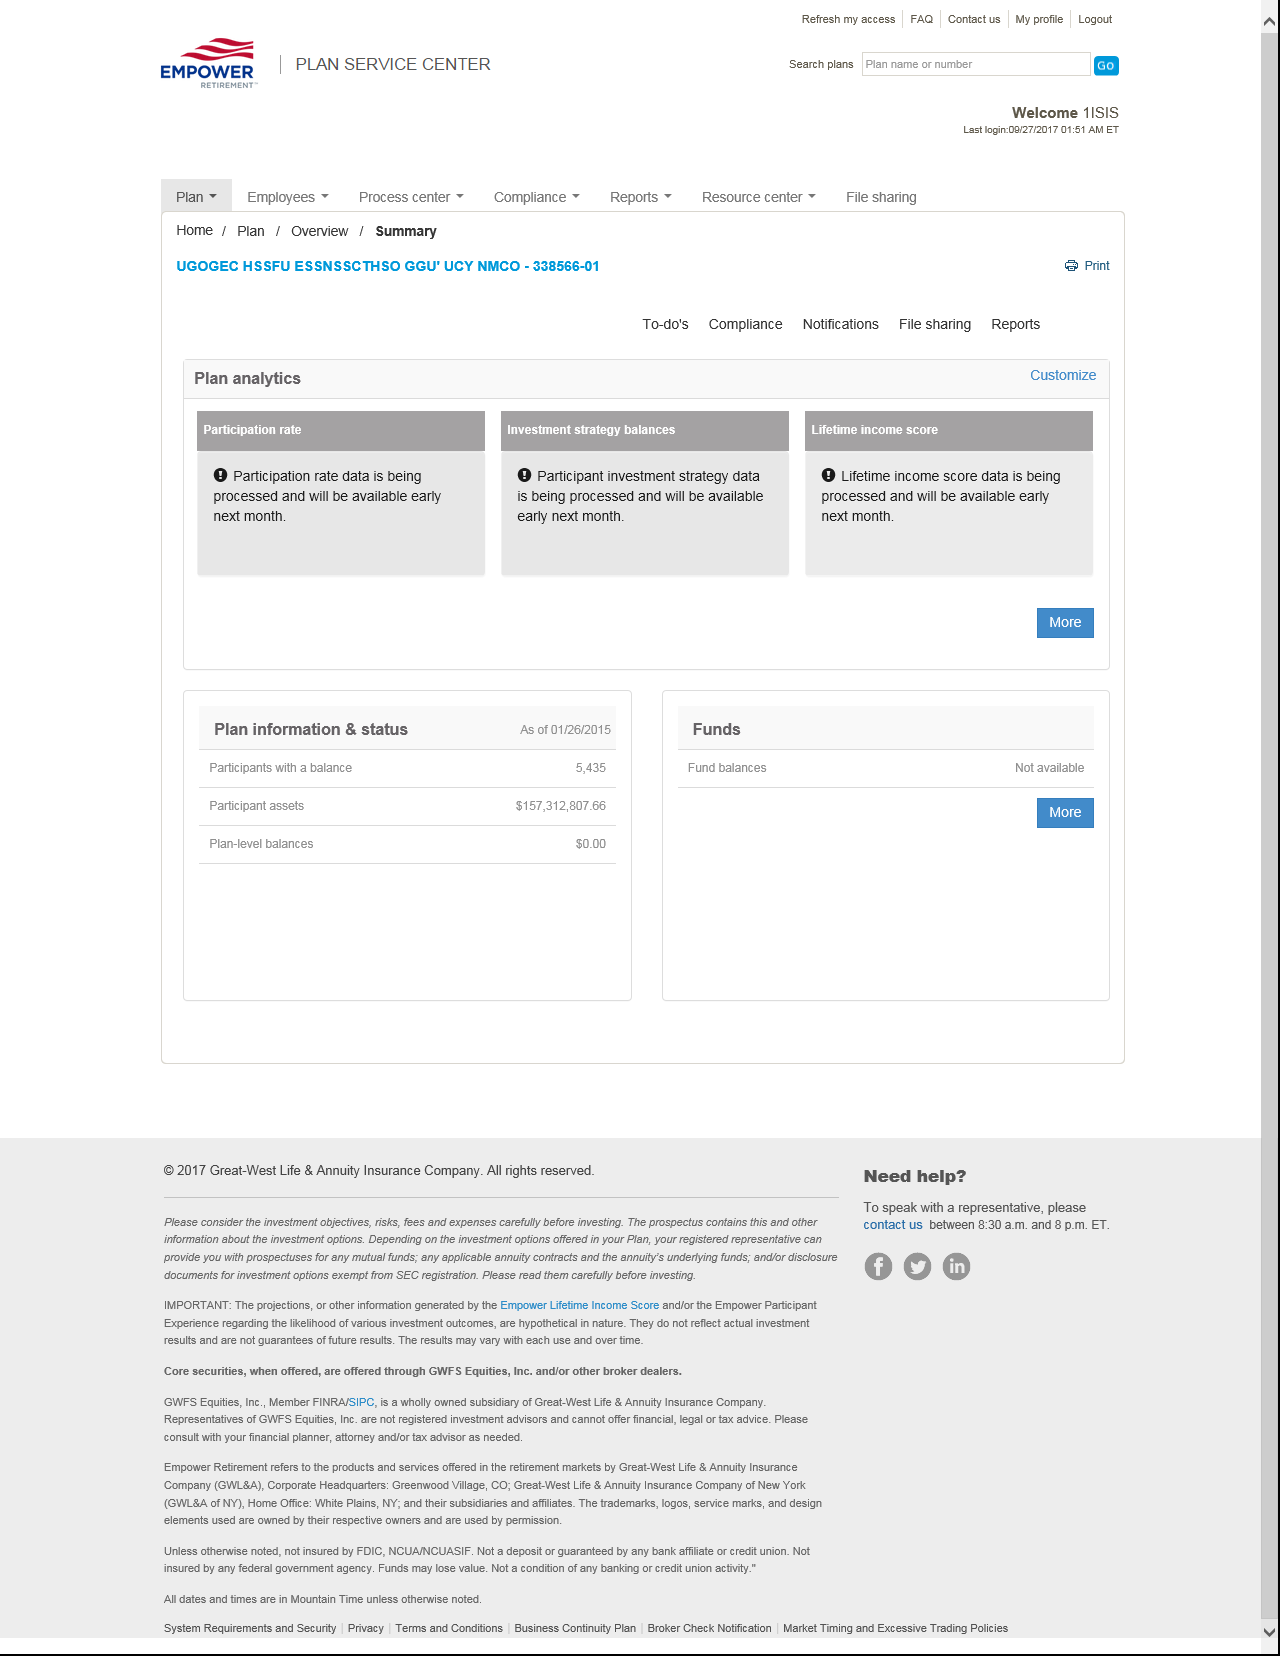 Refresh my access FAQ Contact us My profile Logout
EMPOWER
RETIREMENT™
PLAN SERVICE CENTER
Search plans Plan name or number GO
Welcome 1ISIS
Last login:09/27/2017 01:51 AM ET
Plan Employees Process center Compliance Reports Resource center File sharing
Home / Plan / Overview / Summary
UGOGEC HSSFU ESSNSSCTHSO GGU' UCY NMCO - 338566-01
Print
To-do's Compliance Notifications File sharing Reports
Plan analytics
Customize
Participation rate
Participation rate data is being
processed and will be available early
next month.
Investment strategy balances
Participant investment strategy data
is being processed and will be available
early next month.
Lifetime income score
Lifetime income score data is being
processed and will be available early
next month.
More
Plan information & status As of 01/26/2015
Participants with a balance 5,435
Participant assets $157,312,807.66
Plan-level balances $0.00
Funds
Fund balances Not available
More
© 2017 Great-West Life & Annuity Insurance Company. All rights reserved.
Please consider the investment objectives, risks, fees and expenses carefully before investing. The prospectus contains this and other
information about the investment options. Depending on the investment options offered in your Plan, your registered representative can
provide you with prospectuses for any mutual funds; any applicable annuity contracts and the annuity's underlying funds; and/or disclosure
documents for investment options exempt from SEC registration. Please read them carefully before investing.
IMPORTANT: The projections, or other information generated by the Empower Lifetime Income Score and/or the Empower Participant
Experience regarding the likelihood of various investment outcomes, are hypothetical in nature. They do not reflect actual investment
results and are not guarantees of future results. The results may vary with each use and over time.
Core securities, when offered, are offered through GWFS Equities, Inc. and/or other broker dealers.
GWFS Equities, Inc., Member FINRA/SIPC, is a wholly owned subsidiary of Great-West Life & Annuity Insurance Company.
Representatives of GWFS Equities, Inc. are not registered investment advisors and cannot offer financial, legal or tax advice. Please
consult with your financial planner, attorney and/or tax advisor as needed.
Empower Retirement refers to the products and services offered in the retirement markets by Great-West Life & Annuity Insurance
Company (GWL&A), Corporate Headquarters: Greenwood Village, CO; Great-West Life & Annuity Insurance Company of New York
(GWL&A of NY), Home Office: White Plains, NY; and their subsidiaries and affiliates. The trademarks, logos, service marks, and design
elements used are owned by their respective owners and are used by permission.
Unless otherwise noted, not insured by FDIC, NCUA/NCUASIF. Not a deposit or guaranteed by any bank affiliate or credit union. Not
insured by any federal government agency. Funds may lose value. Not a condition of any banking or credit union activity."
All dates and times are in Mountain Time unless otherwise noted.
System Requirements and Security | Privacy | Terms and Conditions | Business Continuity Plan | Broker Check Notification | Market Timing and Excessive Trading Policies
Need help?
To speak with a representative, please
contact us between 8:30 a.m. and 8 p.m. ET.